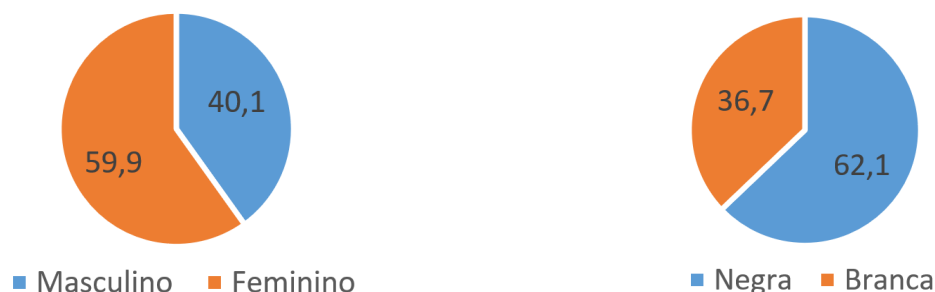 40,1
59,9
Masculino Feminino
36,7
62,1
Negra Branca